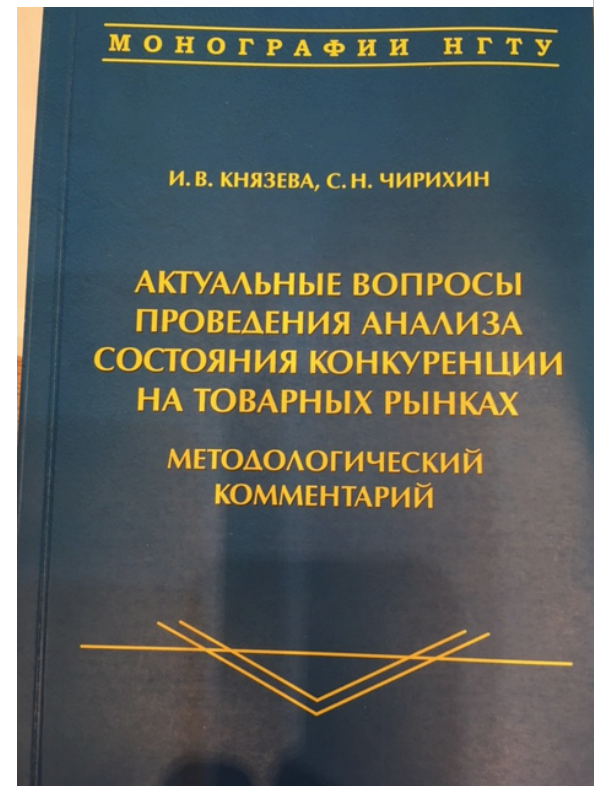 МОНОГРАФИИ НГТУ
И. В. КНЯЗЕВА, С. Н. ЧИРИХИН
АКТУАЛЬНЫЕ ВОПРОСЫ
ПРОВЕДЕНИЯ АНАЛИЗА
СОСТОЯНИЯ КОНКУРЕНЦИИ
НА ТОВАРНЫХ РЫНКАХ
МЕТОДОЛОГИЧЕСКИЙ
КОММЕНТАРИЙ